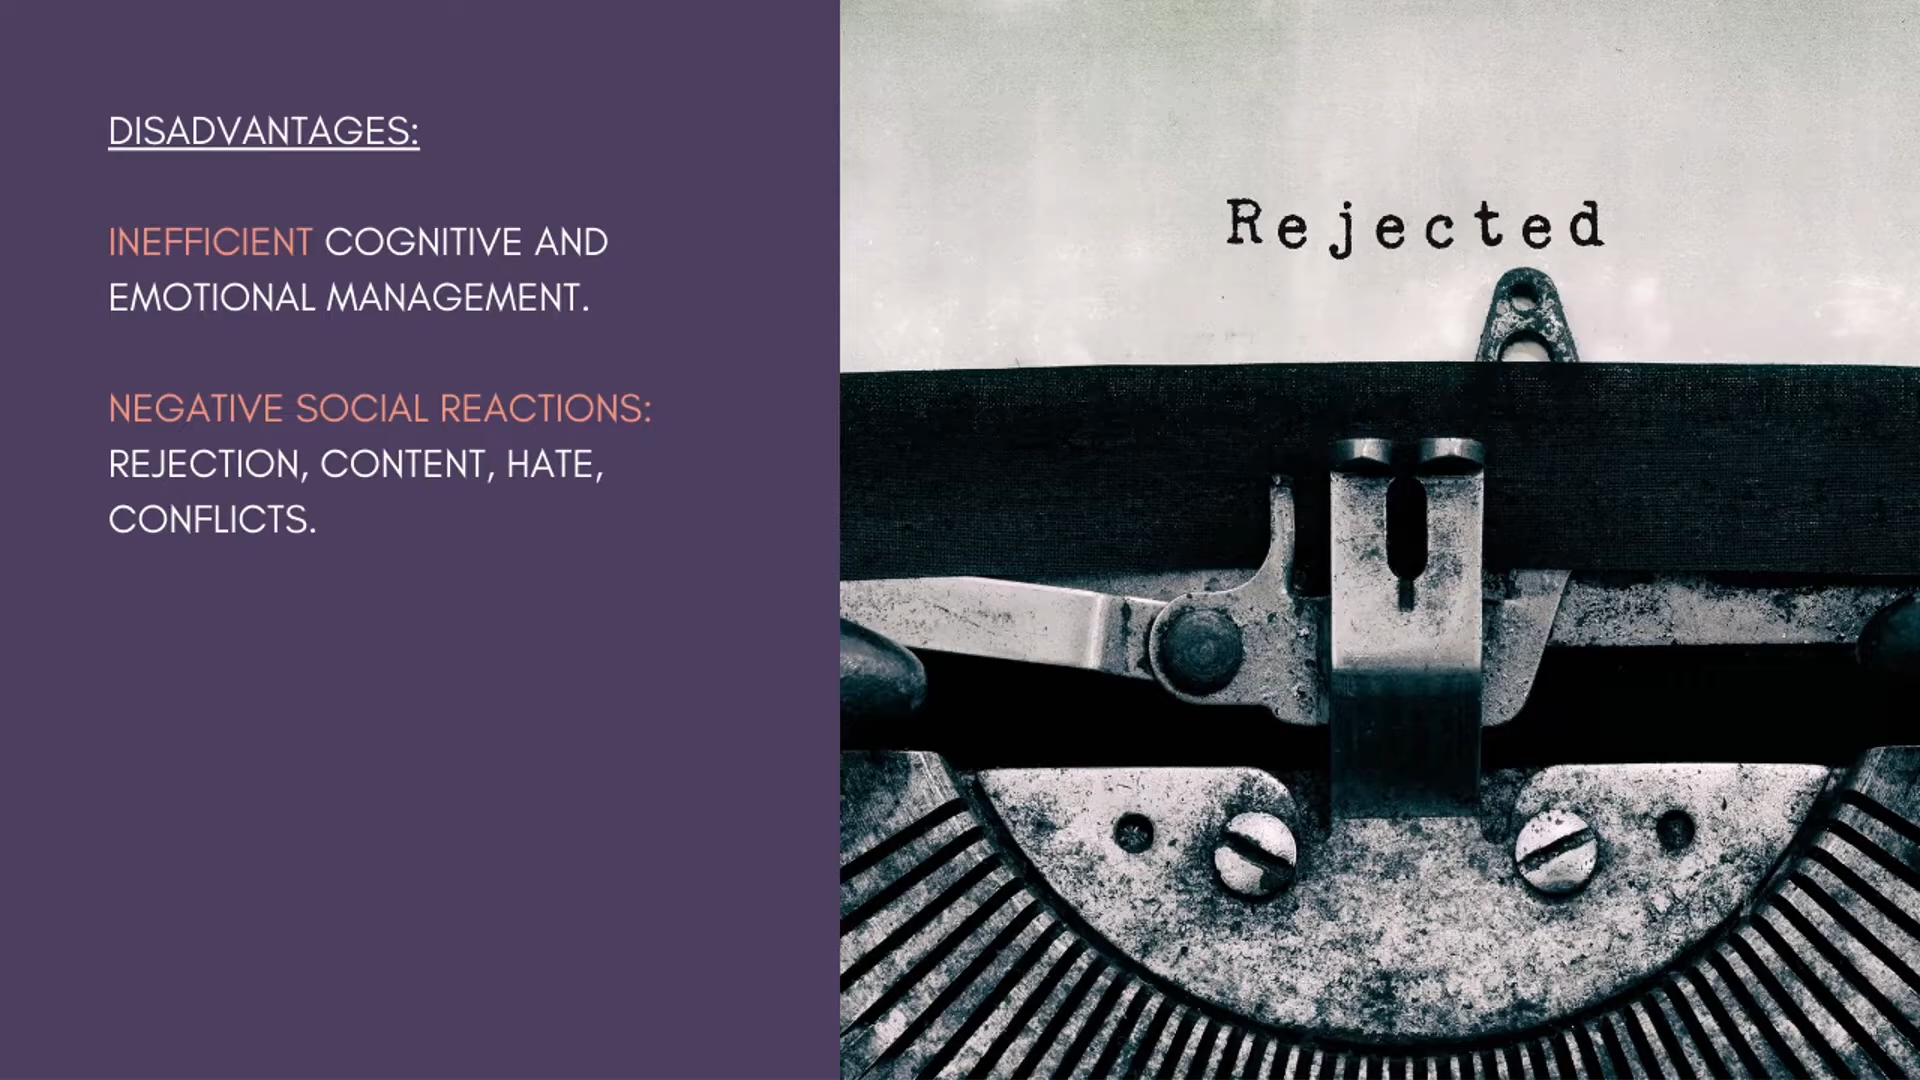 DISADVANTAGES:
INEFFICIENT COGNITIVE AND
EMOTIONAL MANAGEMENT.
NEGATIVE SOCIAL REACTIONS:
REJECTION, CONTENT, HATE,
CONFLICTS.
Rejected